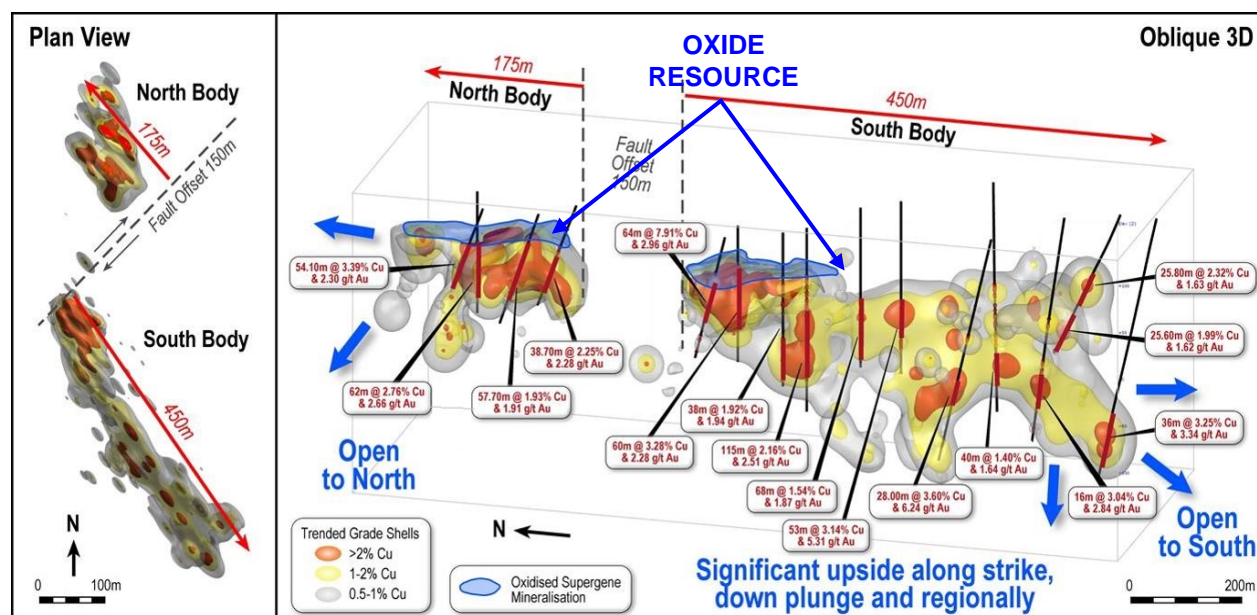 Plan View
North Body
175m
Fault Offset 150m
South Body
450m
N
0
100m
Oblique 3D
OXIDE
RESOURCE
175m
North Body
450m
South Body
Fault
Offset
150m
54.10m @ 3.39% Cu
& 2.30 g/t Au
62m @ 2.76% Cu
& 2.66 g/t Au
57.70m @ 1.93% Cu
& 1.91 g/t Au
38.70m @ 2.25% Cu
& 2.28 g/t Au
64m @ 7.91% Cu
& 2.96 g/t Au
60m @ 3.28% Cu
& 2.28 g/t Au
38m @ 1.92% Cu
& 1.94 g/t Au
115m @ 2.16% Cu
& 2.51 g/t Au
68m @ 1.54% Cu
& 1.87 g/t Au
53m @ 3.14% Cu
& 5.31 g/t Au
28.00m @ 3.60% Cu
& 6.24 g/t Au
40m @ 1.40% Cu
& 1.64 g/t Au
16m @ 3.04% Cu
& 2.84 g/t Au
36m @ 3.25% Cu
& 3.34 g/t Au
25.60m @ 1.99% Cu
& 1.62 g/t Au
25.80m @ 2.32% Cu
& 1.63 g/t Au
Open
to North
Open
to South
N
Trended Grade Shells
>2% Cu
1-2% Cu
0.5-1% Cu
Oxidised Supergene
Mineralisation
Significant upside along strike,
down plunge and regionally
0
200m